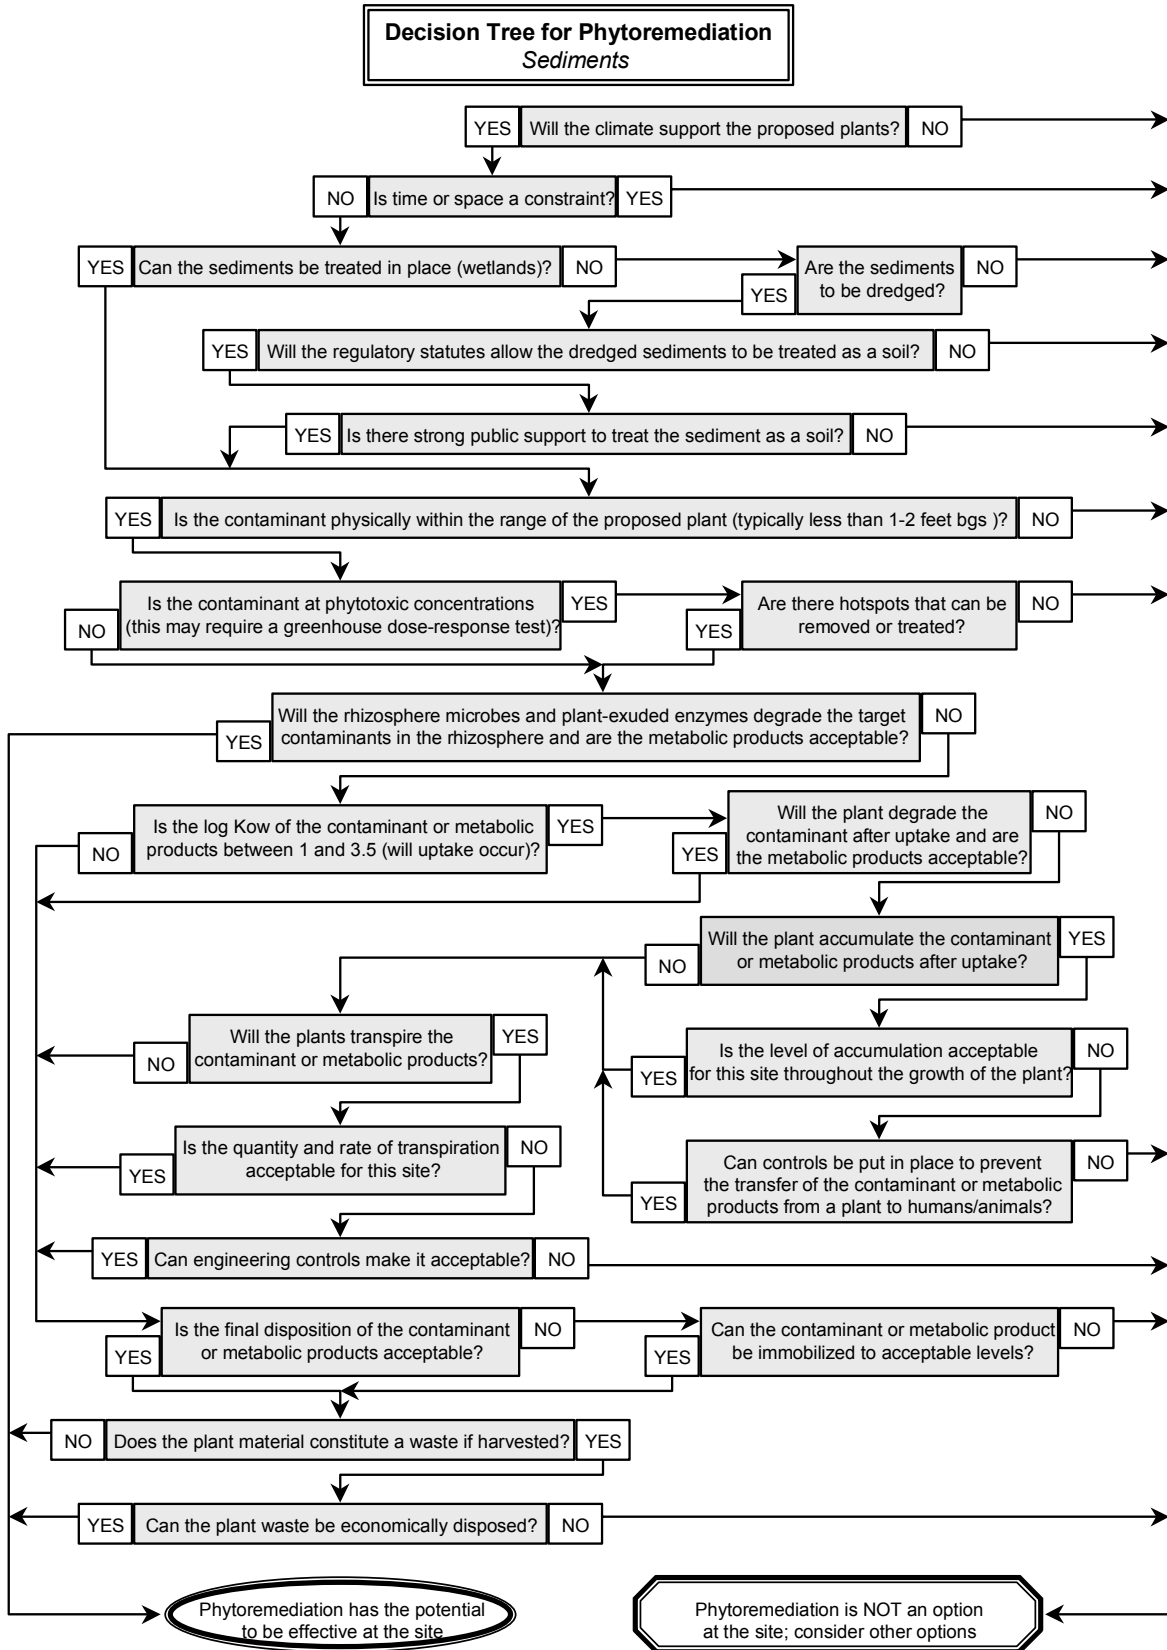 Decision Tree for Phytoremediation
Sediments
YES
Will the climate support the proposed plants?
NO
NO
Is time or space a constraint?
YES
YES
Can the sediments be treated in place (wetlands)?
NO
Are the sediments
to be dredged?
NO
YES
YES
Will the regulatory statutes allow the dredged sediments to be treated as a soil?
NO
YES
Is there strong public support to treat the sediment as a soil?
NO
YES
Is the contaminant physically within the range of the proposed plant (typically less than 1-2 feet bgs )?
NO
Is the contaminant at phytotoxic concentrations
(this may require a greenhouse dose-response test)?
YES
NO
Are there hotspots that can be
removed or treated?
NO
YES
Will the rhizosphere microbes and plant-exuded enzymes degrade the target
contaminants in the rhizosphere and are the metabolic products acceptable?
NO
YES
Is the log Kow of the contaminant or metabolic
products between 1 and 3.5 (will uptake occur)?
YES
NO
Will the plant degrade the
contaminant after uptake and are
the metabolic products acceptable?
NO
YES
Will the plant accumulate the contaminant
or metabolic products after uptake?
YES
NO
Will the plants transpire the
contaminant or metabolic products?
YES
NO
Is the level of accumulation acceptable
for this site throughout the growth of the plant?
NO
YES
Is the quantity and rate of transpiration
acceptable for this site?
NO
YES
Can controls be put in place to prevent
the transfer of the contaminant or metabolic
products from a plant to humans/animals?
NO
YES
YES
Can engineering controls make it acceptable?
NO
Is the final disposition of the contaminant
or metabolic products acceptable?
NO
YES
Can the contaminant or metabolic product
be immobilized to acceptable levels?
NO
YES
NO
Does the plant material constitute a waste if harvested?
YES
YES
Can the plant waste be economically disposed?
NO
Phytoremediation has the potential
to be effective at the site
Phytoremediation is NOT an option
at the site; consider other options